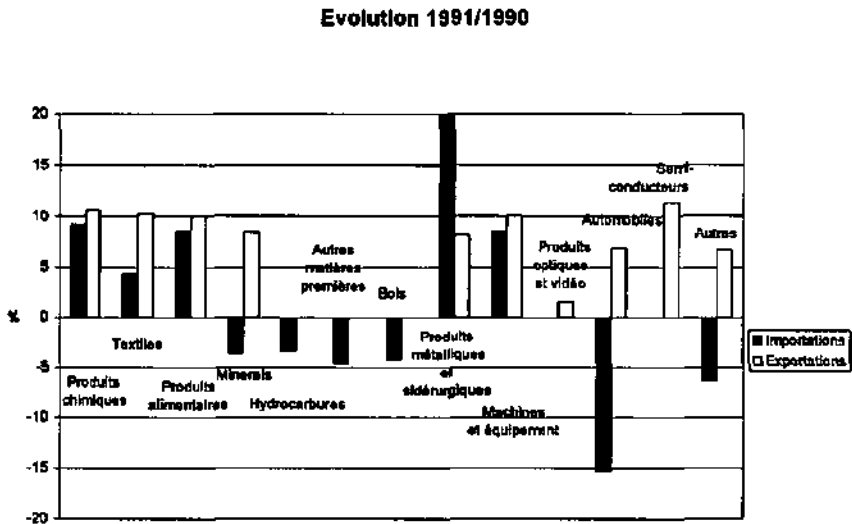 Evolution 1991/1990
20
15
10
5
0
-5
-10
-15
-20
%
Produits
chimiques
Textiles
Produits
alimentaires
Minerais
Hydrocarbures
Autres
matières
premières
Bois
Produits
métalliques
et
sidérurgiques
Machines
et équipement
Produits
optiques
et vidéo
Automobiles
Semi-
conducteurs
Autres
Importations
Exportations